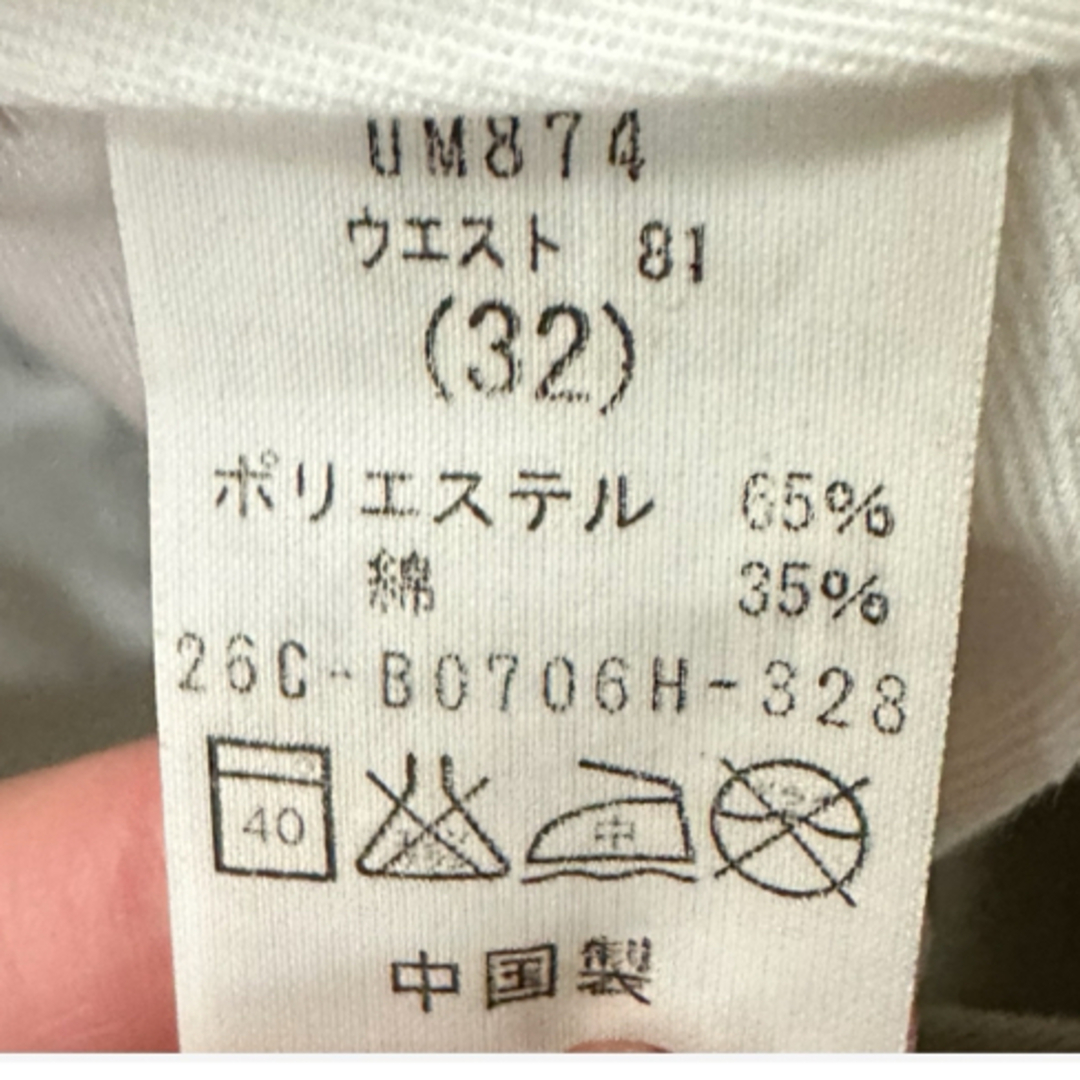 UM874
ウエスト 81
(32)
ポリエステル 65%
綿 35%
26C-B0706H-328
40 中
中国製